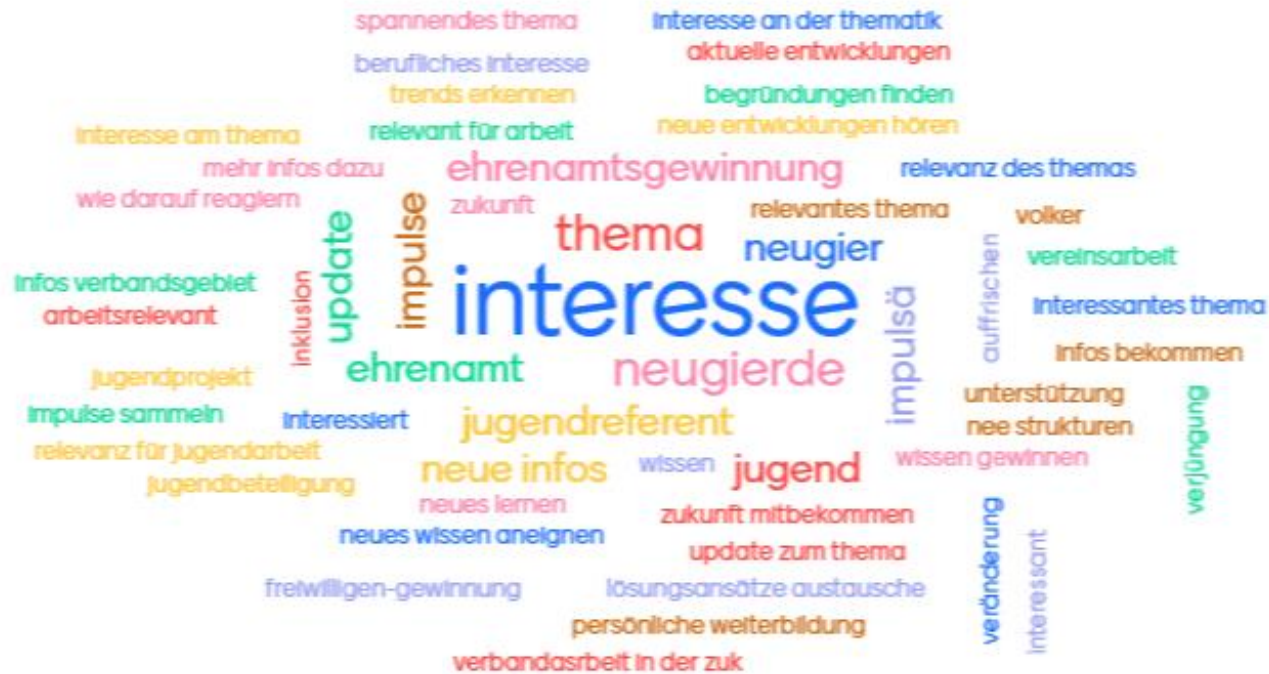 spannendes thema
interesse an der thematik
aktuelle entwicklungen
berufliches interesse
trends erkennen
begründungen finden
interesse am thema
relevant für arbeit
neue entwicklungen hören
mehr infos dazu
ehrenamtsgewinnung
relevanz des themas
wie darauf reagiern
zukunft
relevantes thema
volker
update
impulse
thema
neugier
auffrischen
vereinsarbeit
infos verbandsgebiet
inklusion
interesse
impulsä
interessantes thema
arbeitsrelevant
infos bekommen
jugendprojekt
ehrenamt
neugierde
unterstützung
verjüngung
impulse sammeln
interessiert
jugendreferent
nee strukturen
relevanz für jugendarbeit
neue infos
wissen
jugend
wissen gewinnen
jugendbeteiligung
neues lernen
zukunft mitbekommen
neues wissen aneignen
update zum thema
veränderung
interessant
freiwilligen-gewinnung
lösungsansätze austausche
persönliche weiterbildung
verbandasrbeit in der zuk